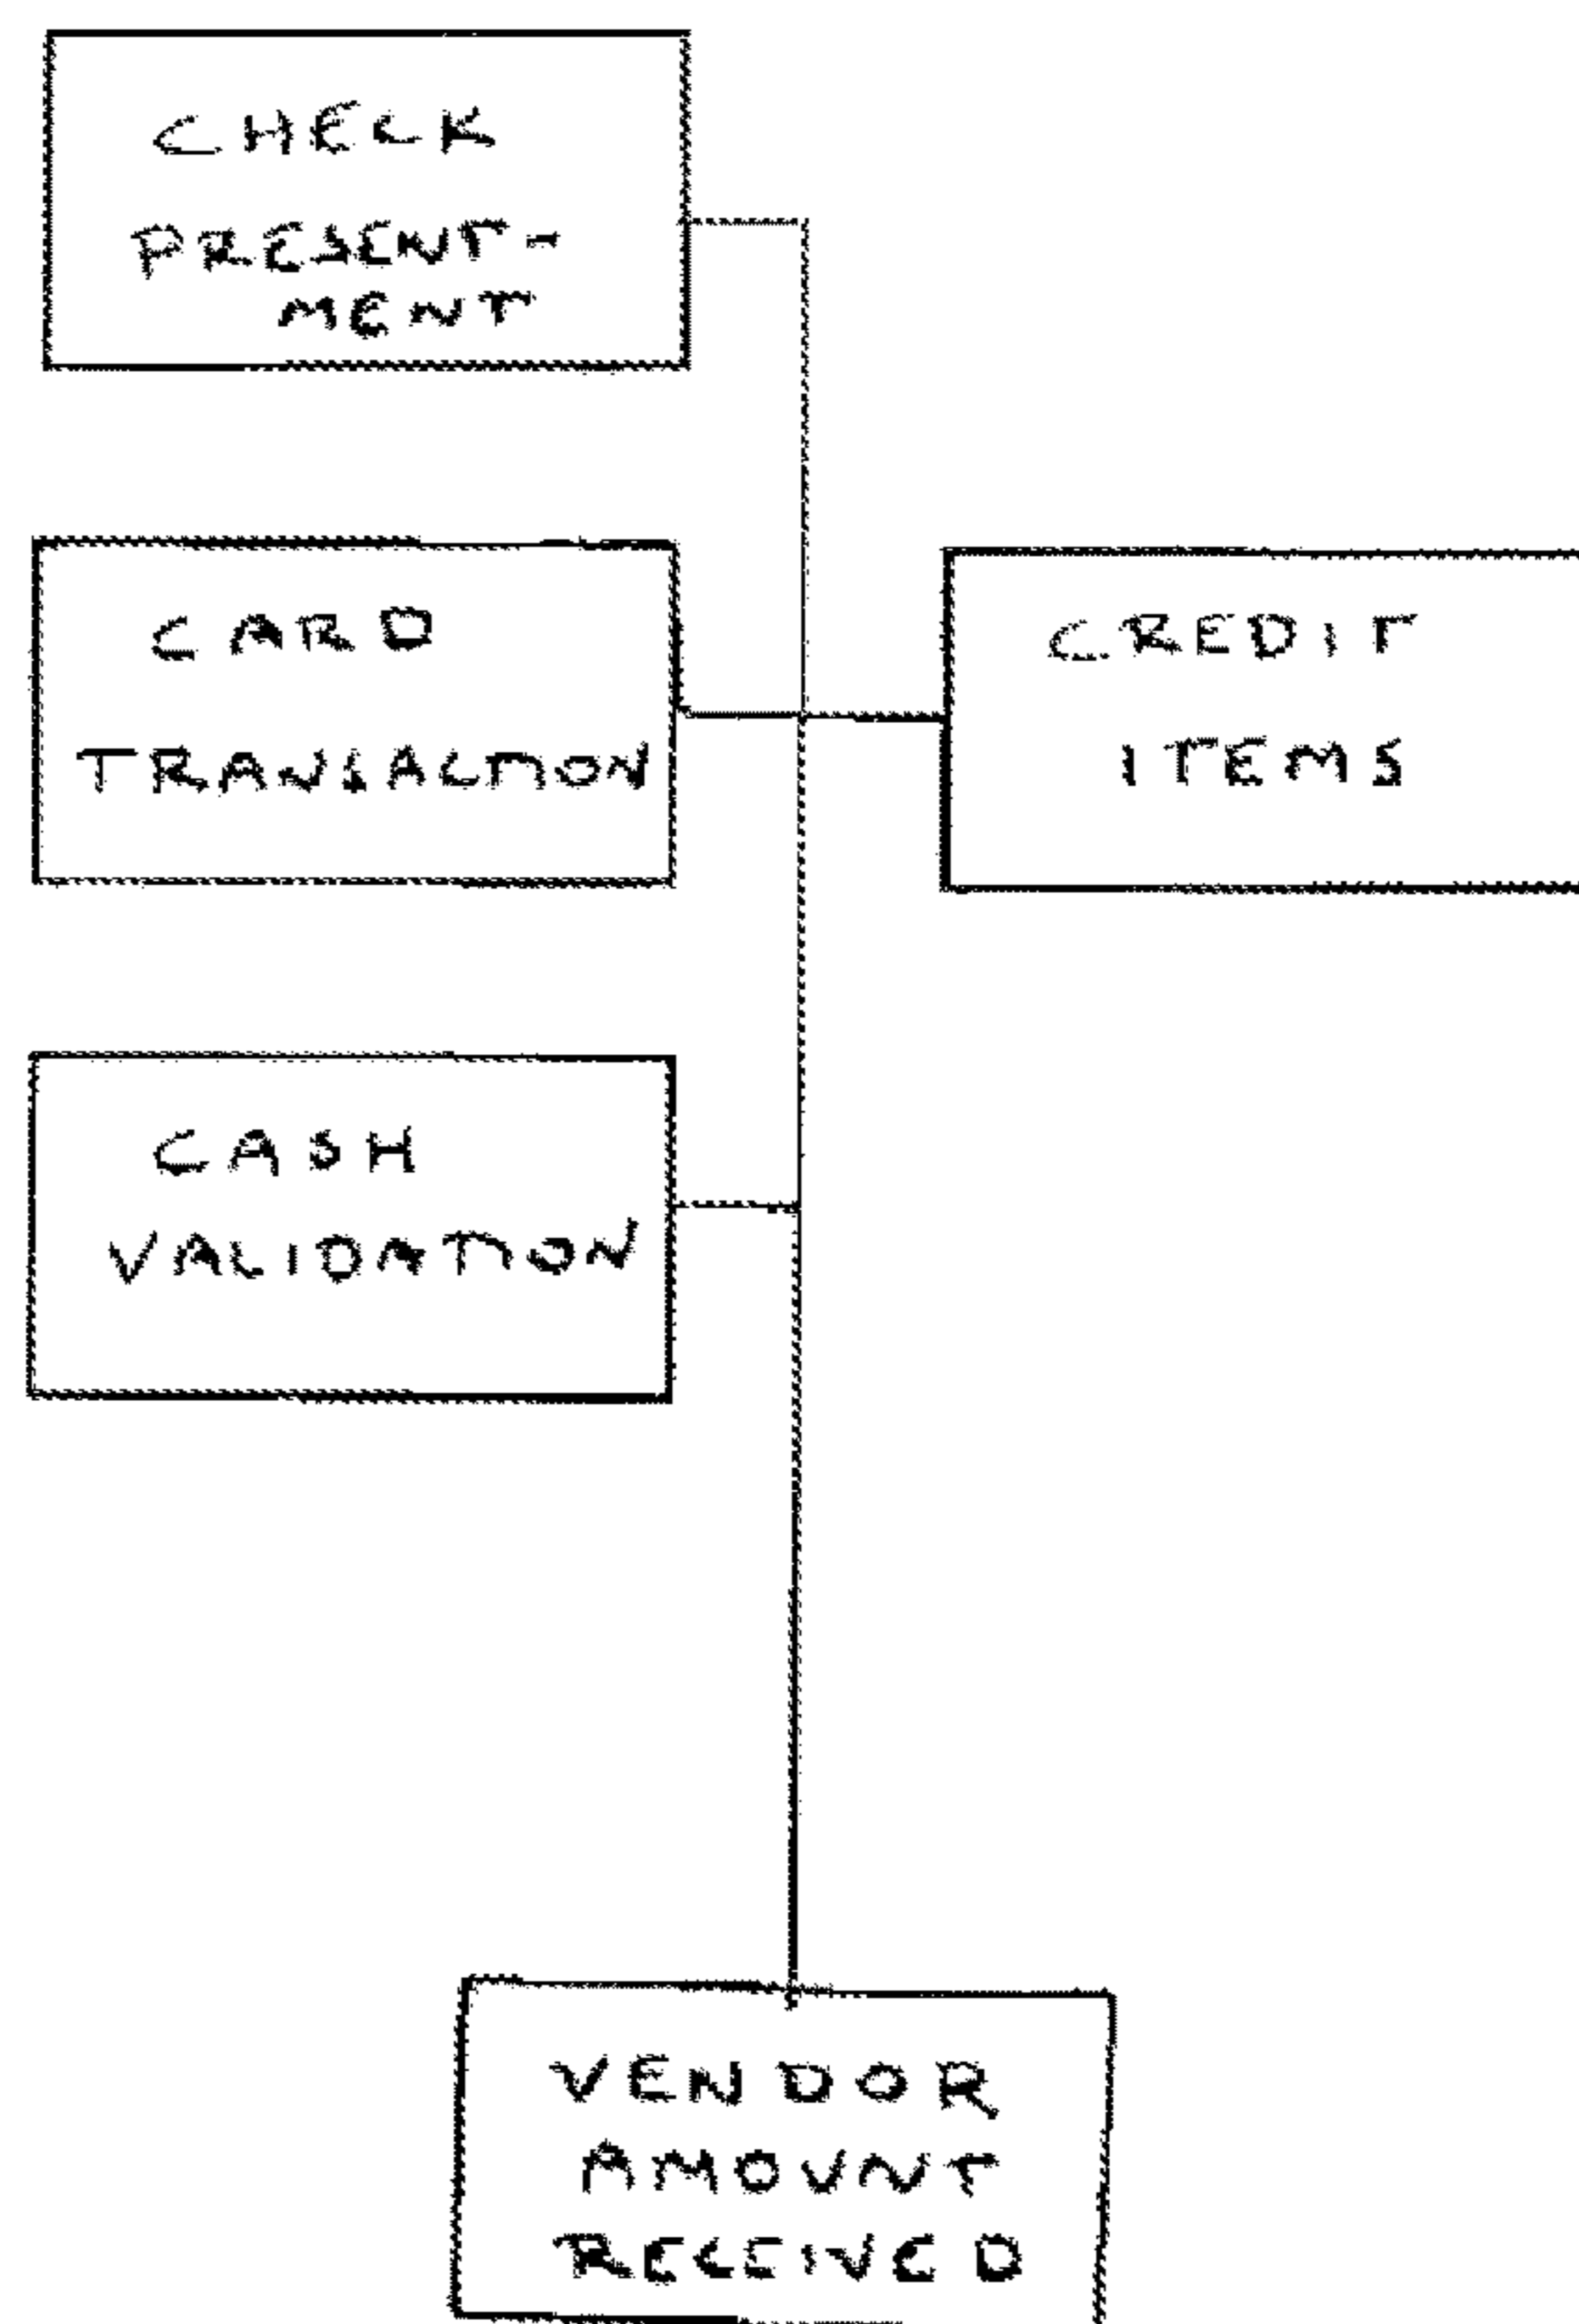 CHECK
PRESENT-
MENT
CARD
TRANSACTION
CREDIT
ITEMS
CASH
VALIDATION
VENDOR
AMOUNT
RECEIVED